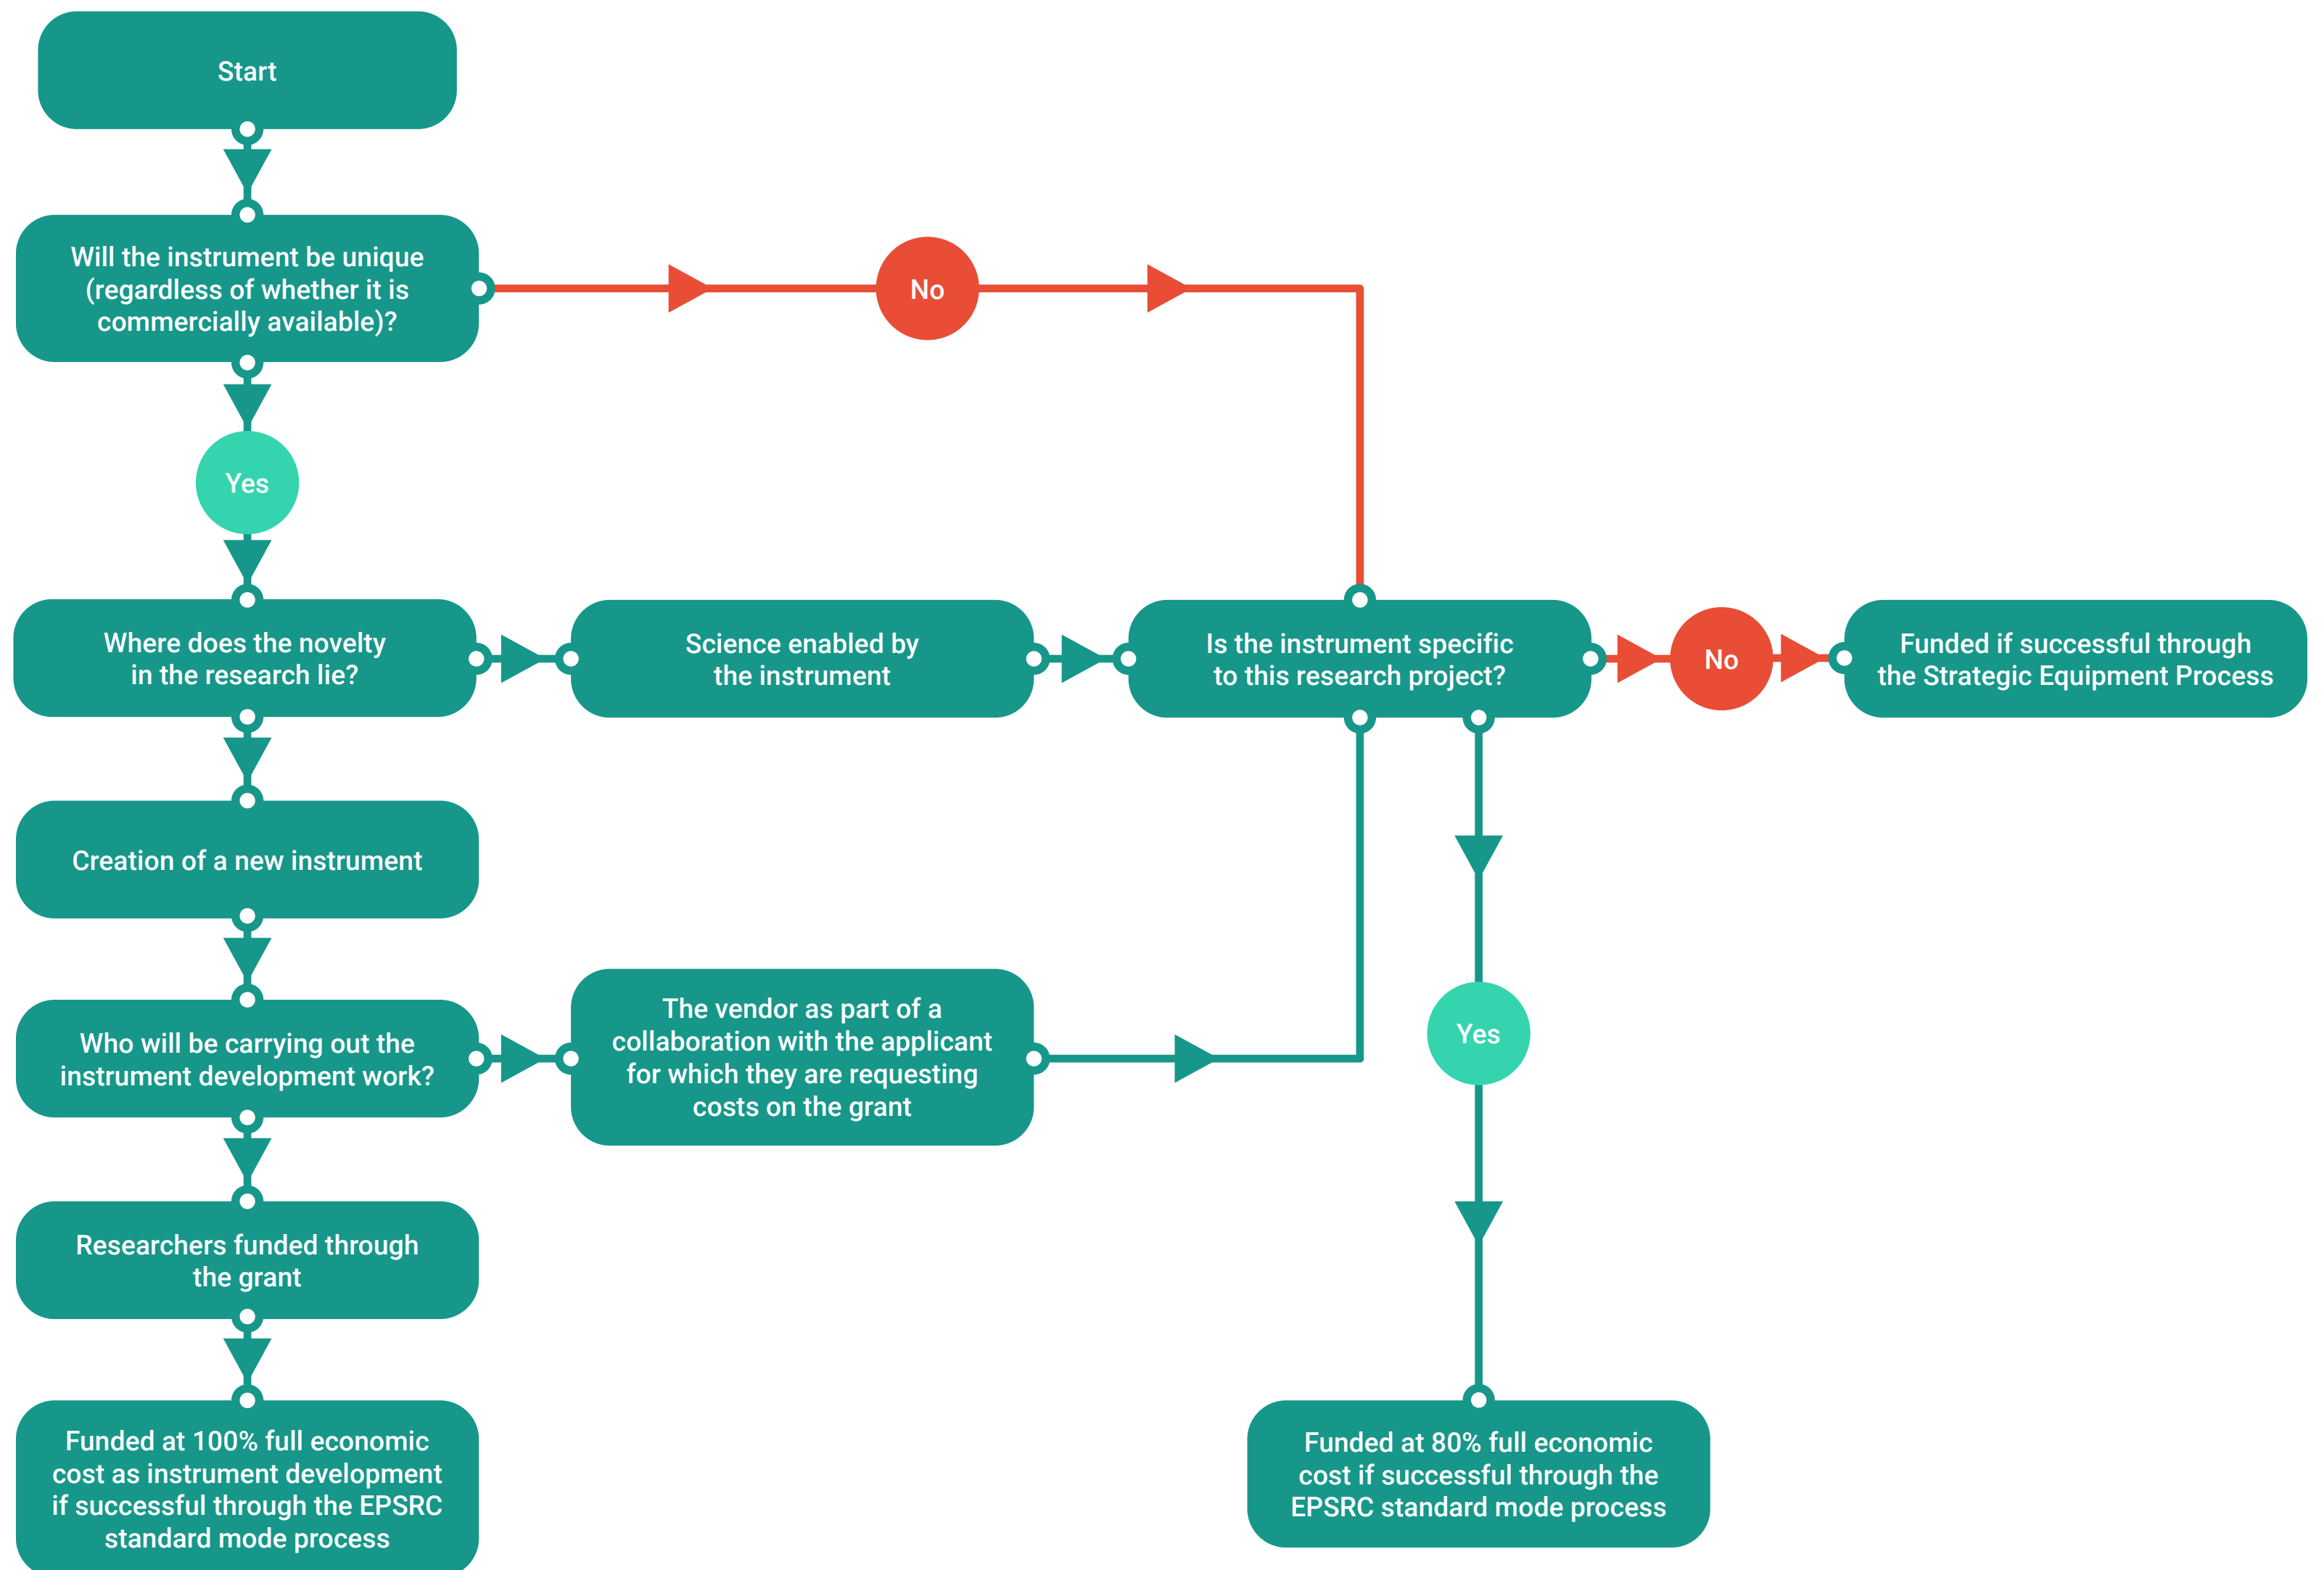 Start
Will the instrument be unique
(regardless of whether it is
commercially available)?
No
Yes
Where does the novelty
in the research lie?
Science enabled by
the instrument
Is the instrument specific
to this research project?
No
Funded if successful through
the Strategic Equipment Process
Creation of a new instrument
Who will be carrying out the
instrument development work?
The vendor as part of a
collaboration with the applicant
for which they are requesting
costs on the grant
Yes
Researchers funded through
the grant
Funded at 100% full economic
cost as instrument development
if successful through the EPSRC
standard mode process
Funded at 80% full economic
cost if successful through the
EPSRC standard mode process